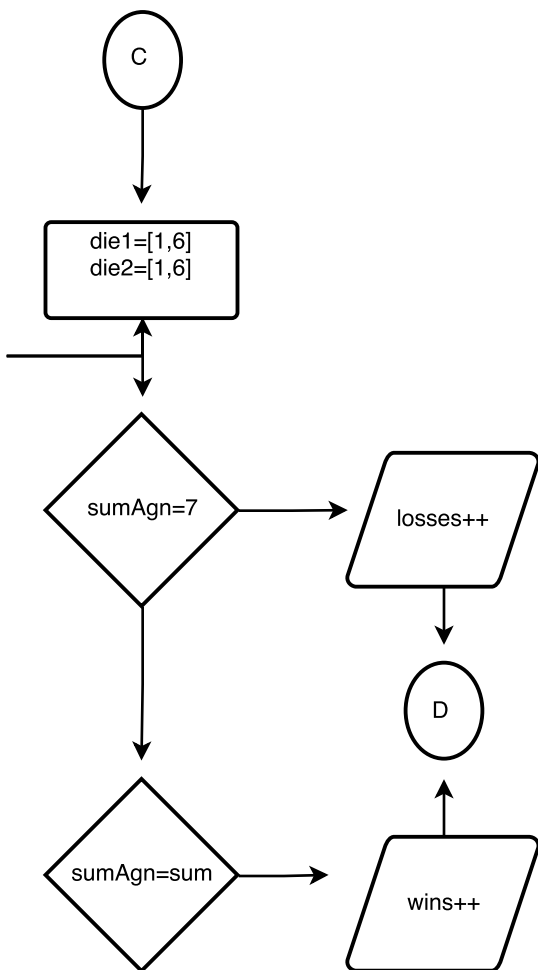 C
die1=[1,6]
die2=[1,6]
sumAgn=7
losses++
D
sumAgn=sum
wins++